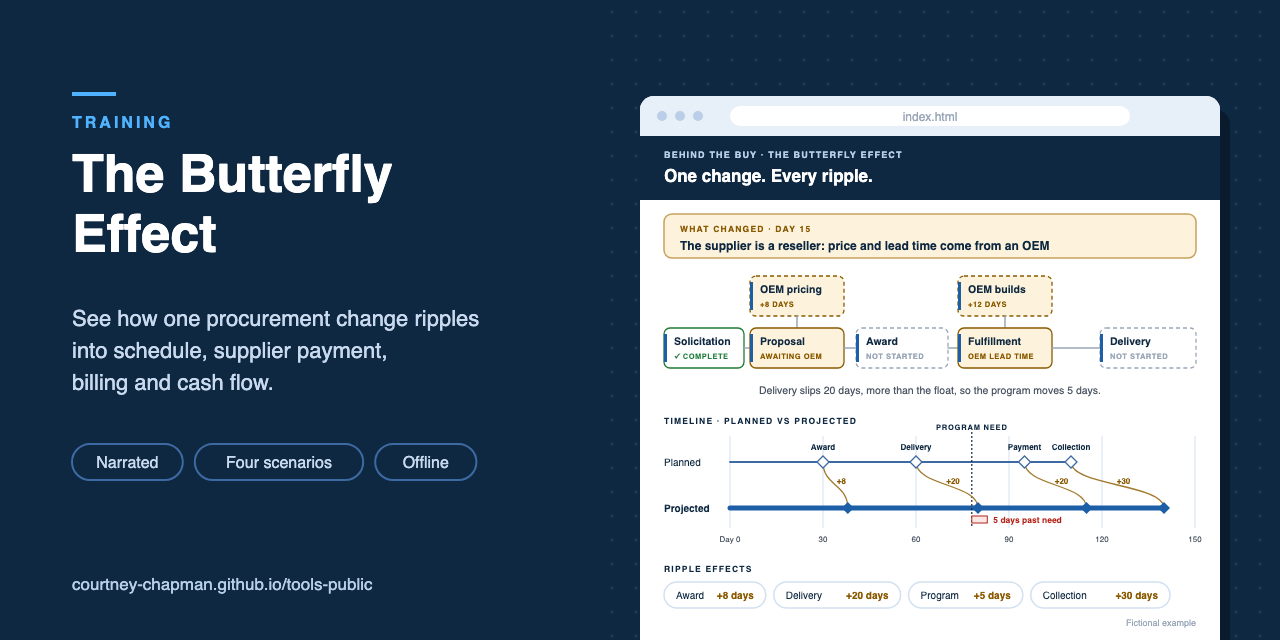 TRAINING
The Butterfly
Effect
See how one procurement change ripples
into schedule, supplier payment,
billing and cash flow.
Narrated
Four scenarios
Offline
courtney-chapman.github.io/tools-public
index.html
BEHIND THE BUY · THE BUTTERFLY EFFECT
One change. Every ripple.
WHAT CHANGED · DAY 15
The supplier is a reseller: price and lead time come from an OEM
OEM pricing
+8 DAYS
OEM builds
+12 DAYS
Solicitation
✓ COMPLETE
Proposal
AWAITING OEM
Award
NOT STARTED
Fulfillment
OEM LEAD TIME
Delivery
NOT STARTED
Delivery slips 20 days, more than the float, so the program moves 5 days.
TIMELINE · PLANNED VS PROJECTED
PROGRAM NEED
Award
Delivery
Payment
Collection
Planned
+8
+20
+20
+30
Projected
5 days past need
Day 0
30
60
90
120
150
RIPPLE EFFECTS
Award +8 days
Delivery +20 days
Program +5 days
Collection +30 days
Fictional example